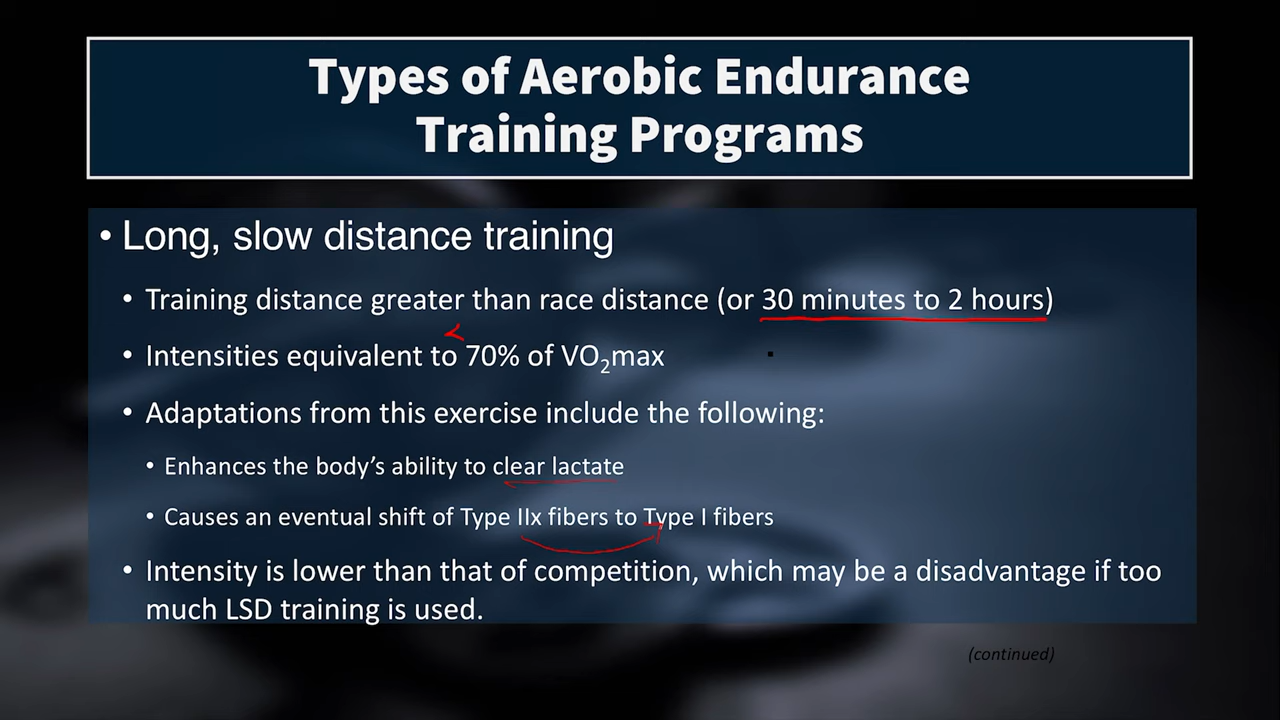 Types of Aerobic Endurance
Training Programs
• Long, slow distance training
• Training distance greater than race distance (or 30 minutes to 2 hours)
<
• Intensities equivalent to 70% of VO₂max
• Adaptations from this exercise include the following:
• Enhances the body’s ability to clear lactate
• Causes an eventual shift of Type IIx fibers to Type I fibers
• Intensity is lower than that of competition, which may be a disadvantage if too
much LSD training is used.
(continued)